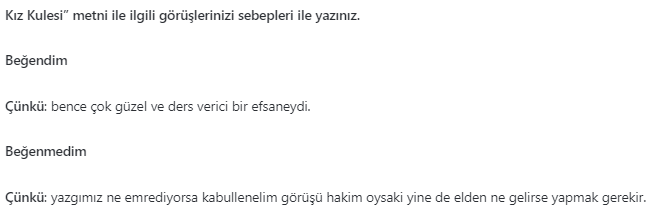 Kız Kulesi” metni ile ilgili görüşlerinizi sebepleri ile yazınız.
Beğendim
Çünkü: bence çok güzel ve ders verici bir efsaneydi.
Beğenmedim
Çünkü: yazgımız ne emrediyorsa kabullenelim görüşü hakim oysaki yine de elden ne gelirse yapmak gerekir.